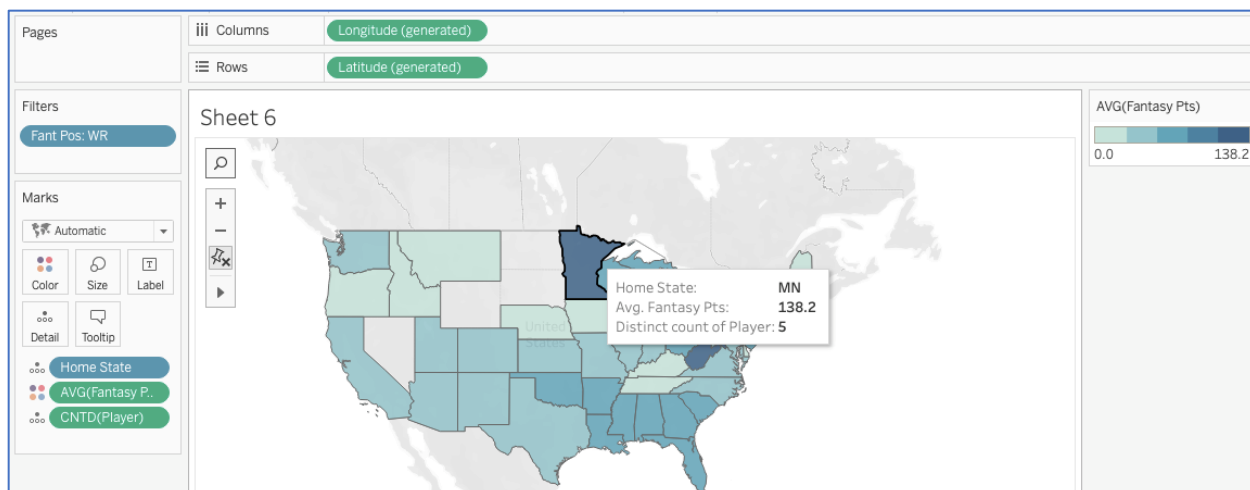 Pages
Columns
Longitude (generated)
Rows
Latitude (generated)
Filters
Fant Pos: WR
Sheet 6
AVG(Fantasy Pts)
0.0
138.2
Marks
Automatic
Color
Size
T
Label
Detail
Tooltip
Home State
AVG(Fantasy P..
CNTD(Player)
Home State: MN
Avg. Fantasy Pts: 138.2
Distinct count of Player: 5
United
States